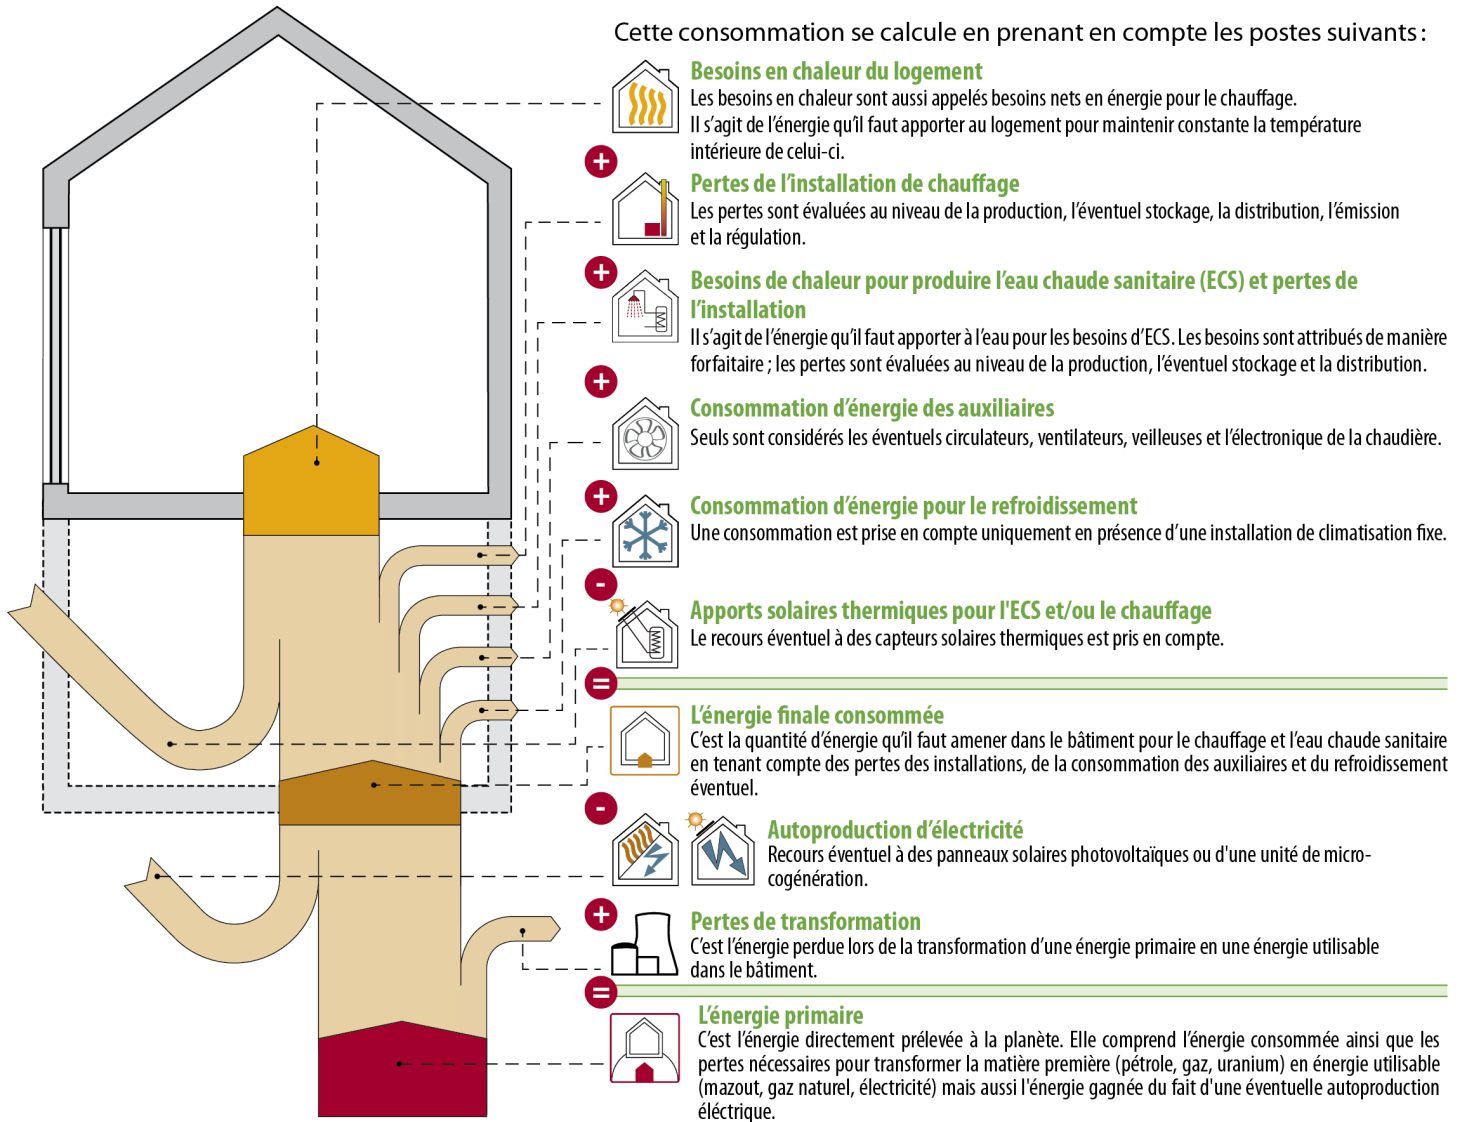 Cette consommation se calcule en prenant en compte les postes suivants :
Besoins en chaleur du logement
Les besoins en chaleur sont aussi appelés besoins nets en énergie pour le chauffage.
Il s'agit de l'énergie qu'il faut apporter au logement pour maintenir constante la température
intérieure de celui-ci.
+
Pertes de l'installation de chauffage
Les pertes sont évaluées au niveau de la production, l'éventuel stockage, la distribution, l'émission
et la régulation.
+
Besoins de chaleur pour produire l'eau chaude sanitaire (ECS) et pertes de
l'installation
Il s'agit de l'énergie qu'il faut apporter à l'eau pour les besoins d'ECS. Les besoins sont attribués de manière
forfaitaire ; les pertes sont évaluées au niveau de la production, l'éventuel stockage et la distribution.
+
Consommation d'énergie des auxiliaires
Seuls sont considérés les éventuels circulateurs, ventilateurs, veilleuses et l'électronique de la chaudière.
+
Consommation d'énergie pour le refroidissement
Une consommation est prise en compte uniquement en présence d'une installation de climatisation fixe.
-
Apports solaires thermiques pour l'ECS et/ou le chauffage
Le recours éventuel à des capteurs solaires thermiques est pris en compte.
=
L'énergie finale consommée
C'est la quantité d'énergie qu'il faut amener dans le bâtiment pour le chauffage et l'eau chaude sanitaire
en tenant compte des pertes des installations, de la consommation des auxiliaires et du refroidissement
éventuel.
-
Autoproduction d'électricité
Recours éventuel à des panneaux solaires photovoltaïques ou d'une unité de micro-
cogénération.
+
Pertes de transformation
C'est l'énergie perdue lors de la transformation d'une énergie primaire en une énergie utilisable
dans le bâtiment.
=
L'énergie primaire
C'est l'énergie directement prélevée à la planète. Elle comprend l'énergie consommée ainsi que les
pertes nécessaires pour transformer la matière première (pétrole, gaz, uranium) en énergie utilisable
(mazout, gaz naturel, électricité) mais aussi l'énergie gagnée du fait d'une éventuelle autoproduction
éléctrique.